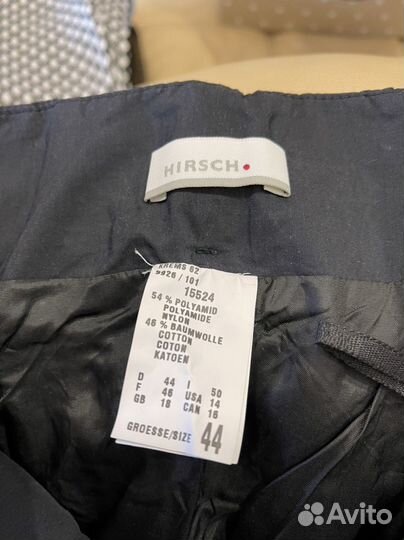 HIRSCH.
KREMS 62
5926 / 101
15524
54 % POLYAMID
POLYAMIDE
NYLON
46 % BAUMWOLLE
COTTON
COTON
KATOEN
D 44 I 50
F 46 USA 14
GB 18 CAN 16
GROESSE/SIZE 44
Avito